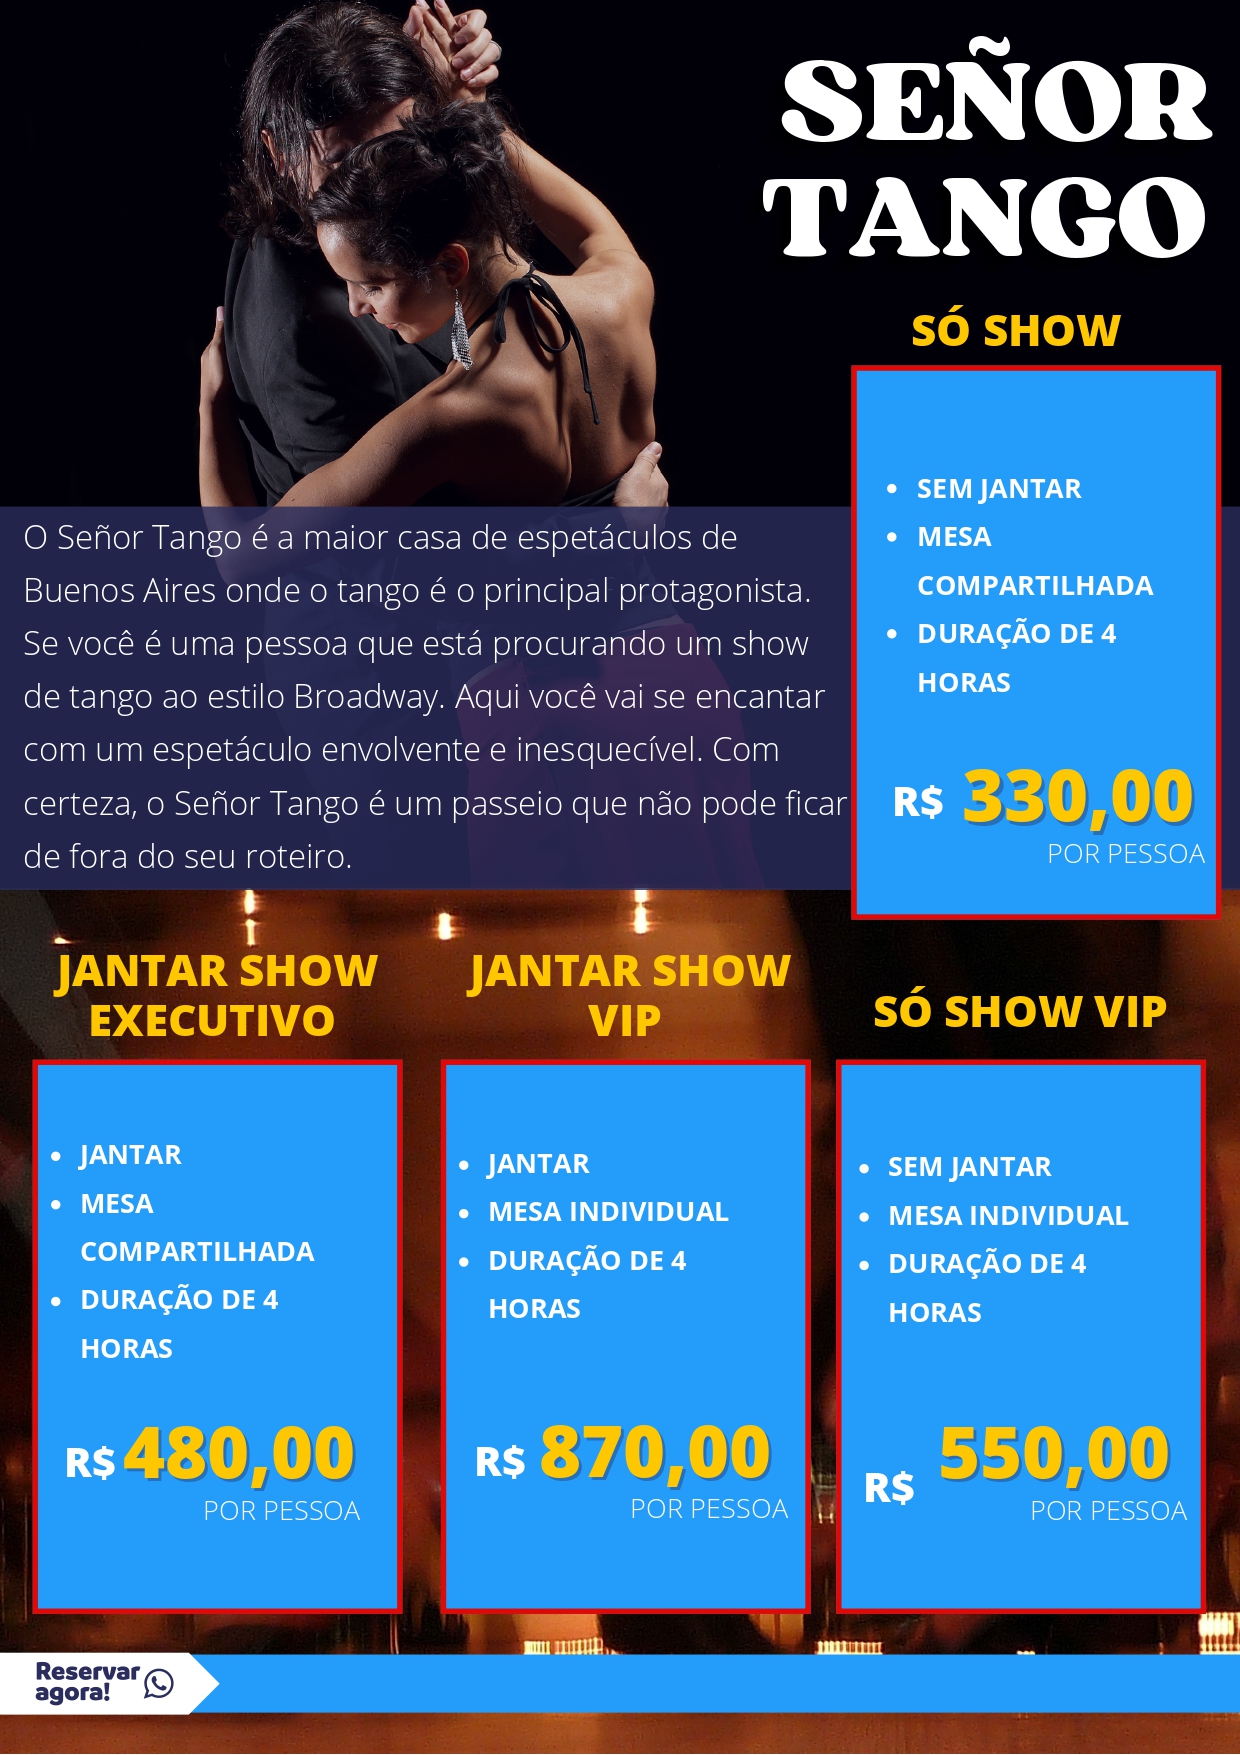 SEÑOR
TANGO
SÓ SHOW
• SEM JANTAR
• MESA
COMPARTILHADA
• DURAÇÃO DE 4
HORAS
R$ 330,00
POR PESSOA
O Señor Tango é a maior casa de espetáculos de
Buenos Aires onde o tango é o principal protagonista.
Se você é uma pessoa que está procurando um show
de tango ao estilo Broadway. Aqui você vai se encantar
com um espetáculo envolvente e inesquecível. Com
certeza, o Señor Tango é um passeio que não pode ficar
de fora do seu roteiro.
JANTAR SHOW
EXECUTIVO
• JANTAR
• MESA
COMPARTILHADA
• DURAÇÃO DE 4
HORAS
R$ 480,00
POR PESSOA
JANTAR SHOW
VIP
• JANTAR
• MESA INDIVIDUAL
• DURAÇÃO DE 4
HORAS
R$ 870,00
POR PESSOA
SÓ SHOW VIP
• SEM JANTAR
• MESA INDIVIDUAL
• DURAÇÃO DE 4
HORAS
R$ 550,00
POR PESSOA
Reservar
agora!